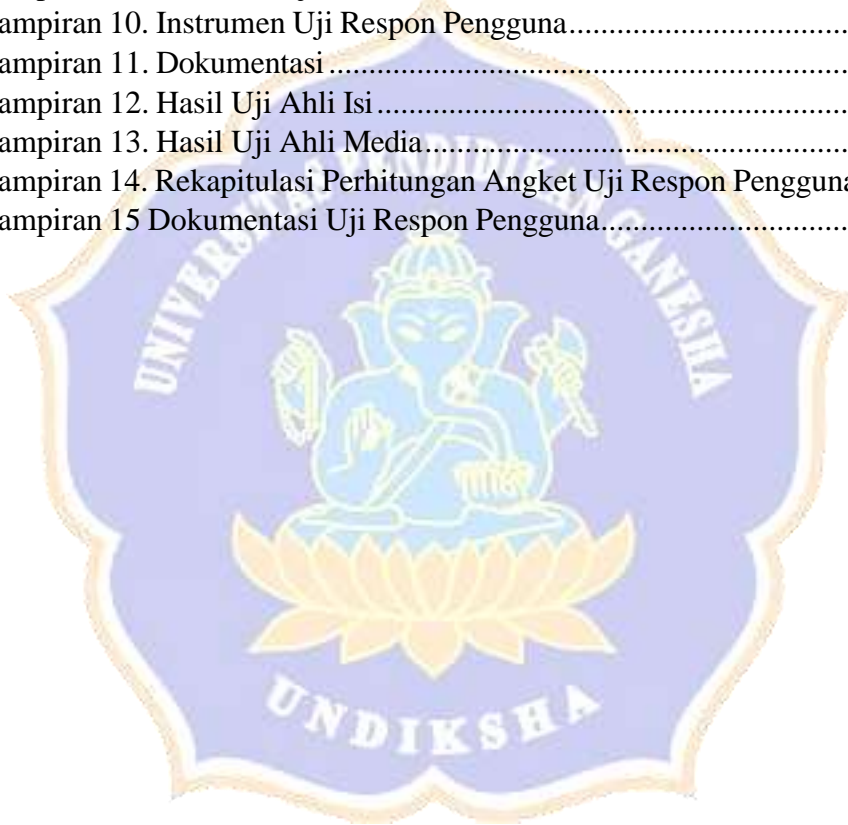 ampiran 10. Instrumen Uji Respon Pengguna...................................
ampiran 11. Dokumentasi.................................................................
ampiran 12. Hasil Uji Ahli Isi...........................................................
ampiran 13. Hasil Uji Ahli Media.....................................................
ampiran 14. Rekapitulasi Perhitungan Angket Uji Respon Pengguna
ampiran 15 Dokumentasi Uji Respon Pengguna...............................
UNIVERSITAS PENDIDIKAN GANESHA
UNDIKSHA